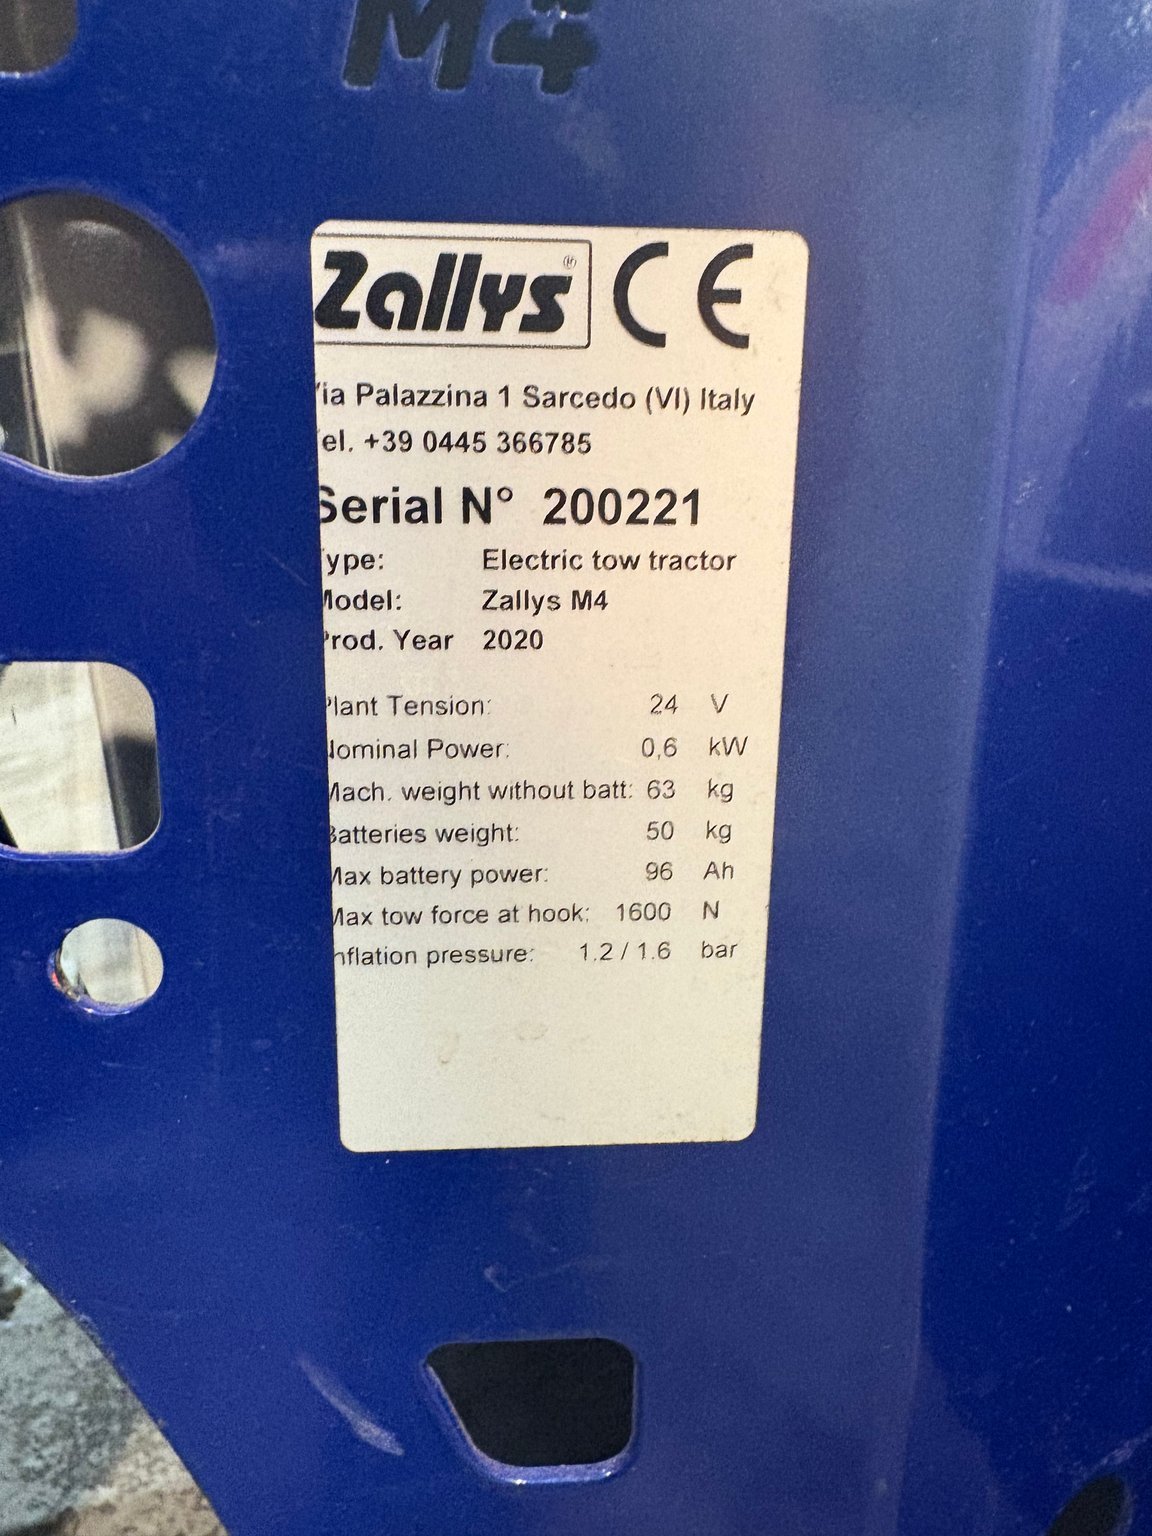 M4
Zallys® CE
Via Palazzina 1 Sarcedo (VI) Italy
Tel. +39 0445 366785
Serial N° 200221
Type: Electric tow tractor
Model: Zallys M4
Prod. Year 2020
Plant Tension: 24 V
Nominal Power: 0,6 kW
Mach. weight without batt: 63 kg
Batteries weight: 50 kg
Max battery power: 96 Ah
Max tow force at hook: 1600 N
Inflation pressure: 1.2 / 1.6 bar